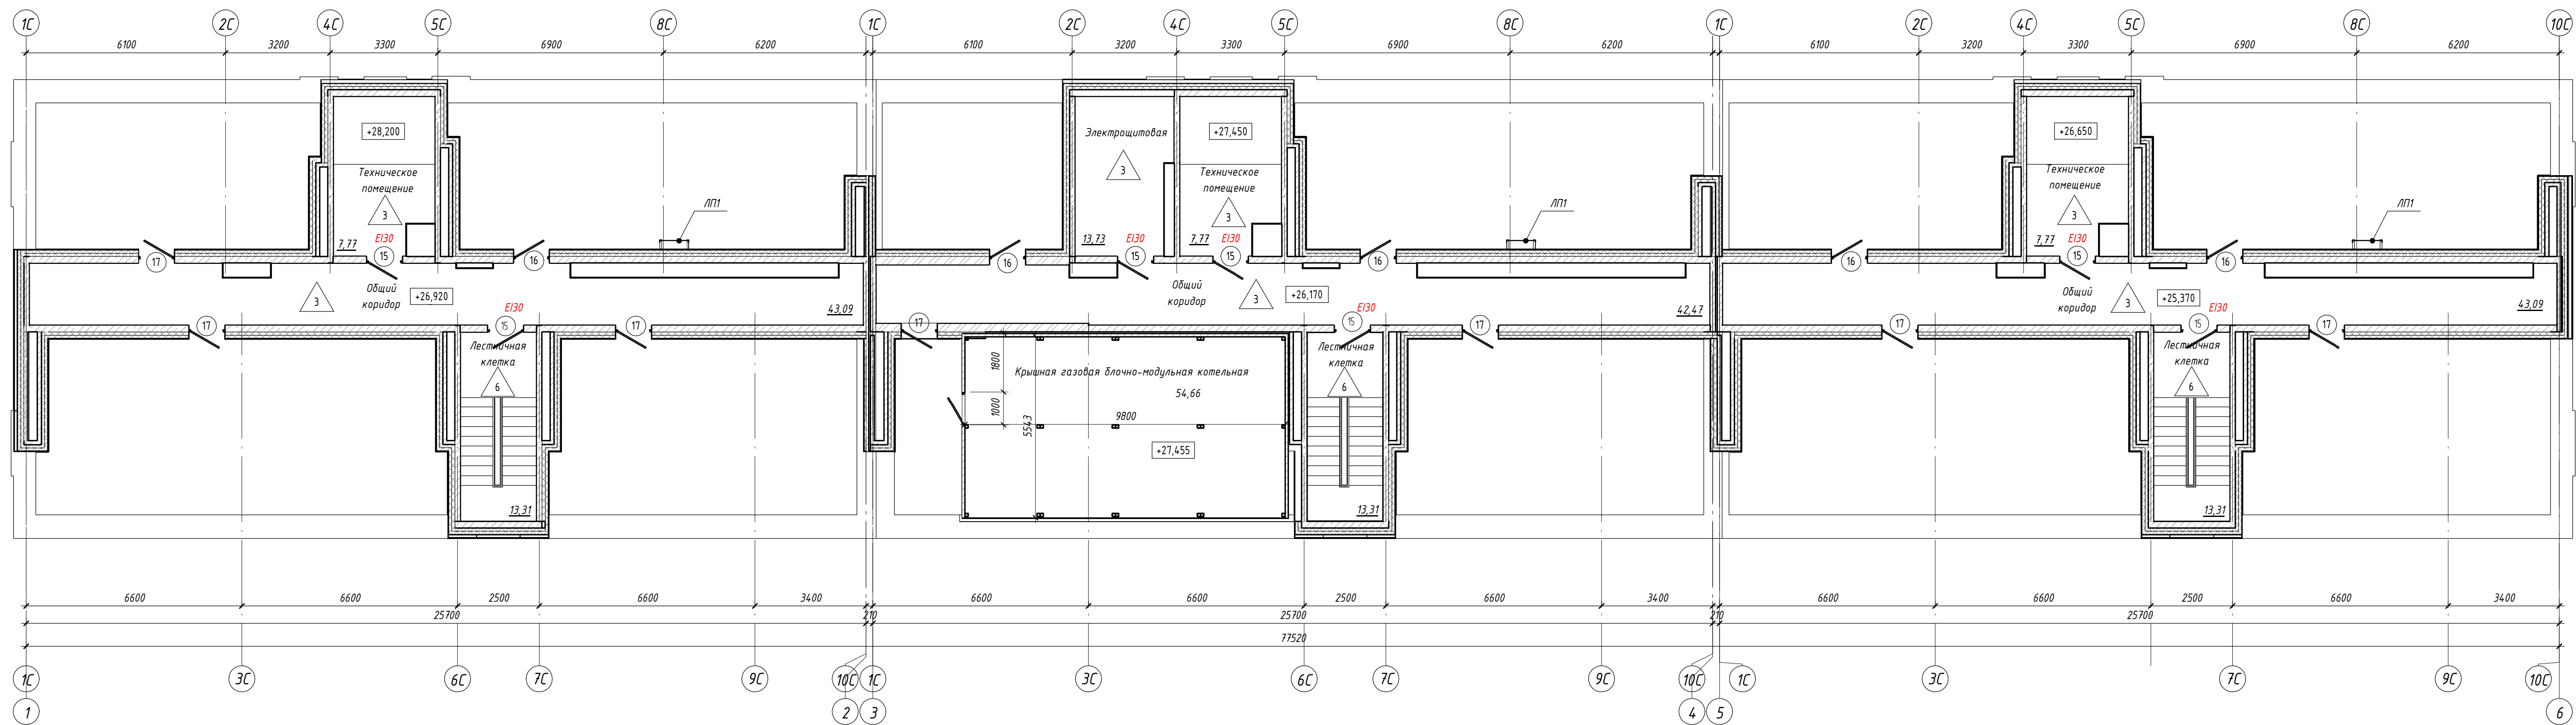 1С 2С 4С 5С 8С 1С 2С 4С 5С 8С 1С 2С 4С 5С 8С 10С
6100 3200 3300 6900 6200 6100 3200 3300 6900 6200 6100 3200 3300 6900 6200
+28,200
Техническое
помещение
3
7,77
EI30
15
ЛП1
17
16
Общий
коридор
3
+26,920
43,09
17
EI30
15
17
Лестничная
клетка
6
13,31
Электрощитовая
3
13,73
EI30
15
+27,450
Техническое
помещение
3
7,77
EI30
15
ЛП1
16
16
Общий
коридор
3
+26,170
42,47
17
EI30
15
17
Крышная газовая блочно-модульная котельная
54,66
1800
1000
5543
9800
+27,455
Лестничная
клетка
6
13,31
+26,650
Техническое
помещение
3
7,77
EI30
15
ЛП1
16
16
Общий
коридор
3
+25,370
43,09
17
EI30
15
17
Лестничная
клетка
6
13,31
6600 6600 2500 6600 3400 6600 6600 2500 6600 3400 6600 6600 2500 6600 3400
25700 210 25700 210 25700
77520
1С 3С 6С 7С 9С 10С 1С 3С 6С 7С 9С 10С 1С 3С 7С 9С 10С
1 2 3 4 5 6